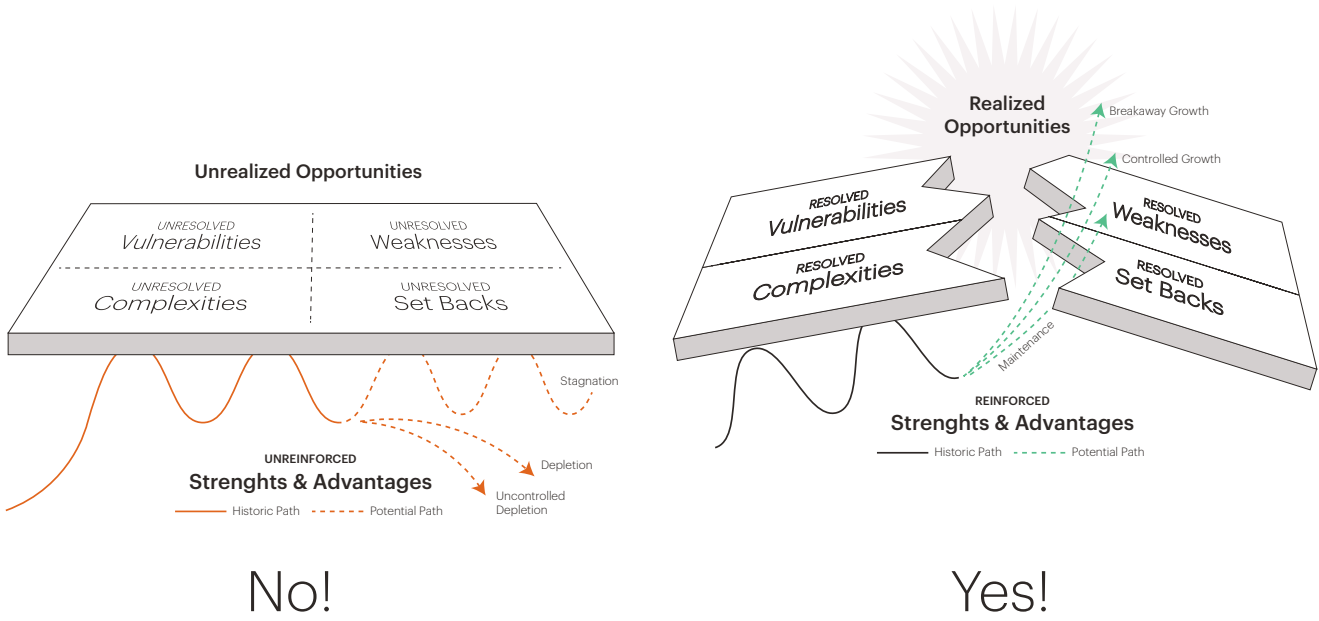 Unrealized Opportunities
UNRESOLVED
Vulnerabilities
UNRESOLVED
Weaknesses
UNRESOLVED
Complexities
UNRESOLVED
Set Backs
Stagnation
Depletion
Uncontrolled
Depletion
UNREINFORCED
Strenghts & Advantages
Historic Path
Potential Path
No!
Realized
Opportunities
Breakaway Growth
Controlled Growth
Maintenance
RESOLVED
Vulnerabilities
RESOLVED
Complexities
RESOLVED
Weaknesses
RESOLVED
Set Backs
REINFORCED
Strenghts & Advantages
Historic Path
Potential Path
Yes!